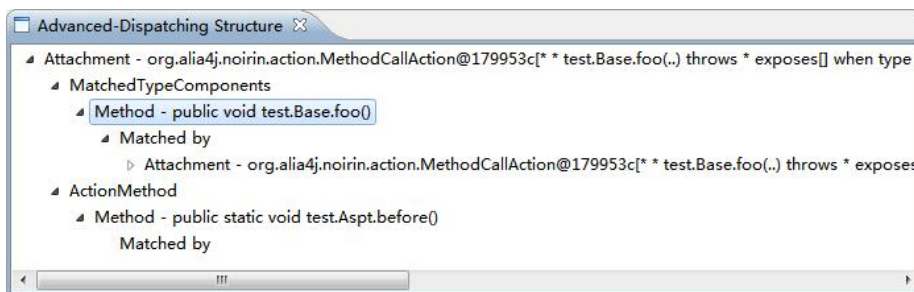 Advanced-Dispatching Structure
Attachment - org.alia4j.noirin.action.MethodCallAction@179953c[* * test.Base.foo(..) throws * exposes[] when type
MatchedTypeComponents
Method - public void test.Base.foo()
Matched by
Attachment - org.alia4j.noirin.action.MethodCallAction@179953c[* * test.Base.foo(..) throws * exposes
ActionMethod
Method - public static void test.Aspt.before()
Matched by